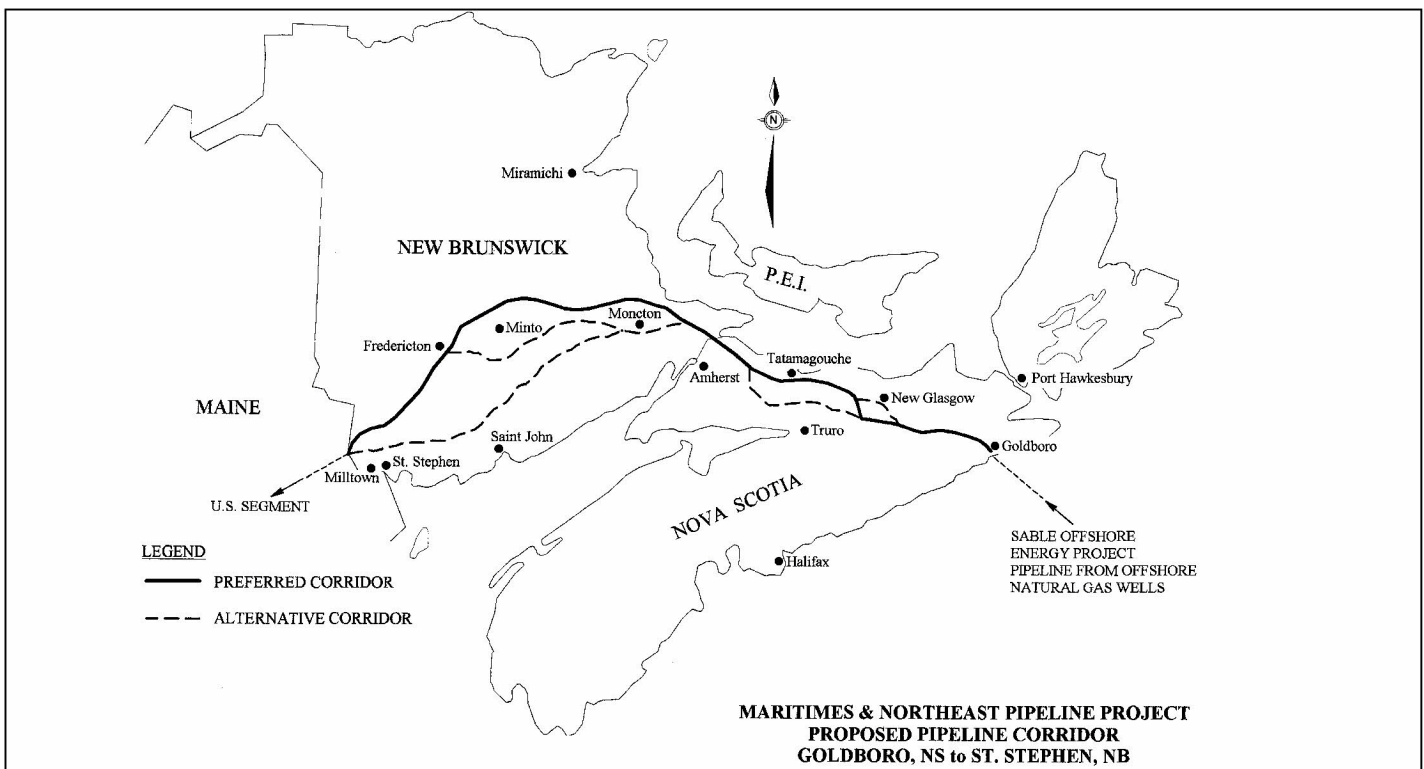 N
Miramichi
NEW BRUNSWICK
P.E.I.
Moncton
Minto
Fredericton
Tatamagouche
Amherst
Port Hawkesbury
New Glasgow
MAINE
Saint John
Truro
Goldboro
St. Stephen
Milltown
U.S. SEGMENT
NOVA SCOTIA
SABLE OFFSHORE
ENERGY PROJECT
PIPELINE FROM OFFSHORE
NATURAL GAS WELLS
LEGEND
Halifax
PREFERRED CORRIDOR
ALTERNATIVE CORRIDOR
MARITIMES & NORTHEAST PIPELINE PROJECT
PROPOSED PIPELINE CORRIDOR
GOLDBORO, NS to ST. STEPHEN, NB